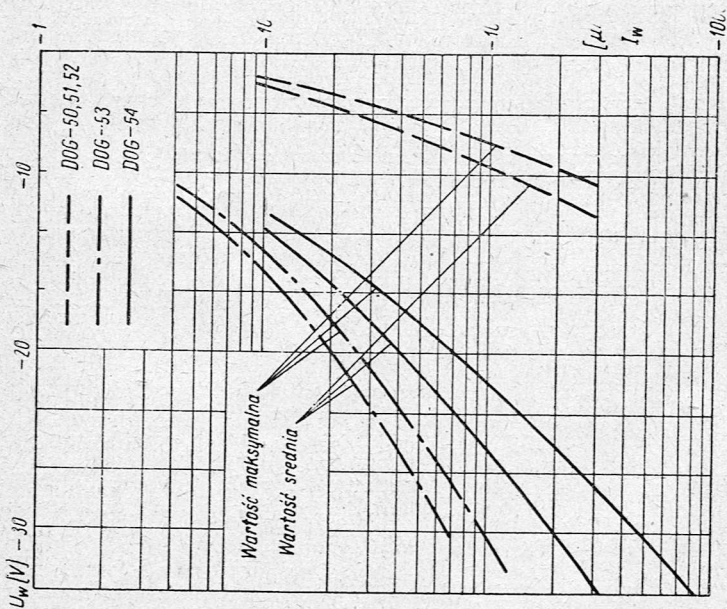 DOG-50,51,52
DOG-53
DOG-54
Wartość maksymalna
Wartość średnia
U_w [V]
-30
-20
-10
-1
-10
-10
-100
[μ
I_w